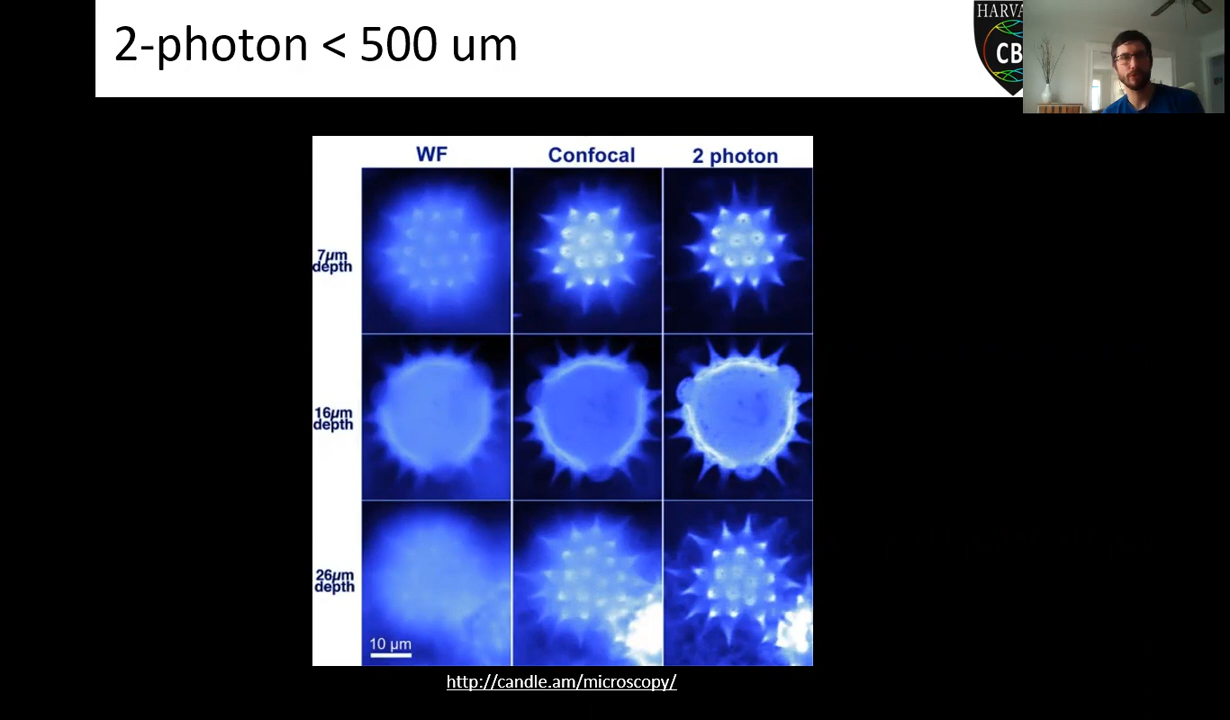 2-photon < 500 um
HARVA
CB
WF Confocal 2 photon
7µm
depth
16µm
depth
26µm
depth
10 µm
http://candle.am/microscopy/